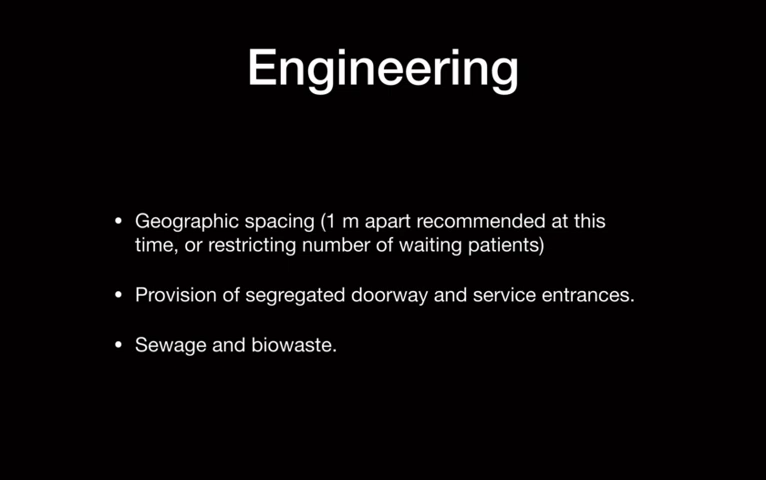 Engineering
• Geographic spacing (1 m apart recommended at this
time, or restricting number of waiting patients)
• Provision of segregated doorway and service entrances.
• Sewage and biowaste.